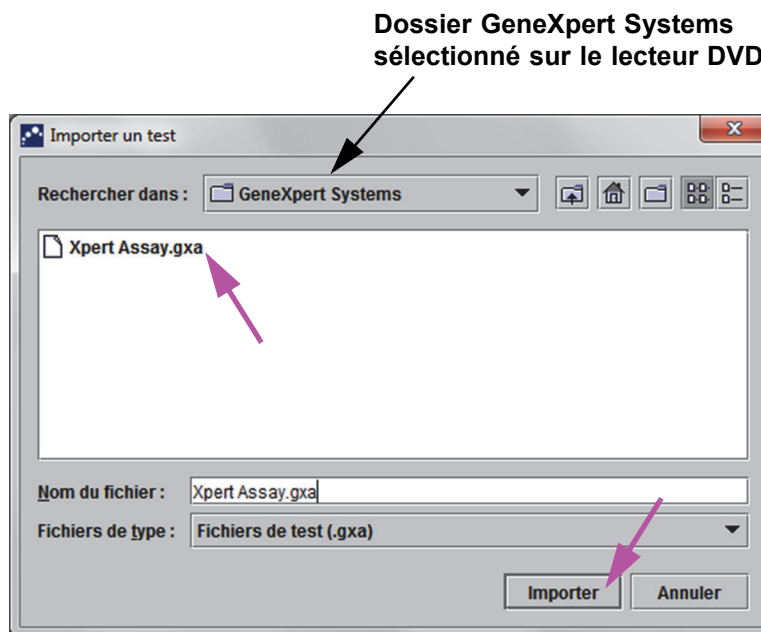 Dossier GeneXpert Systems
sélectionné sur le lecteur DVD
Importer un test
Rechercher dans : GeneXpert Systems
Xpert Assay.gxa
Nom du fichier : Xpert Assay.gxa
Fichiers de type : Fichiers de test (.gxa)
Importer Annuler